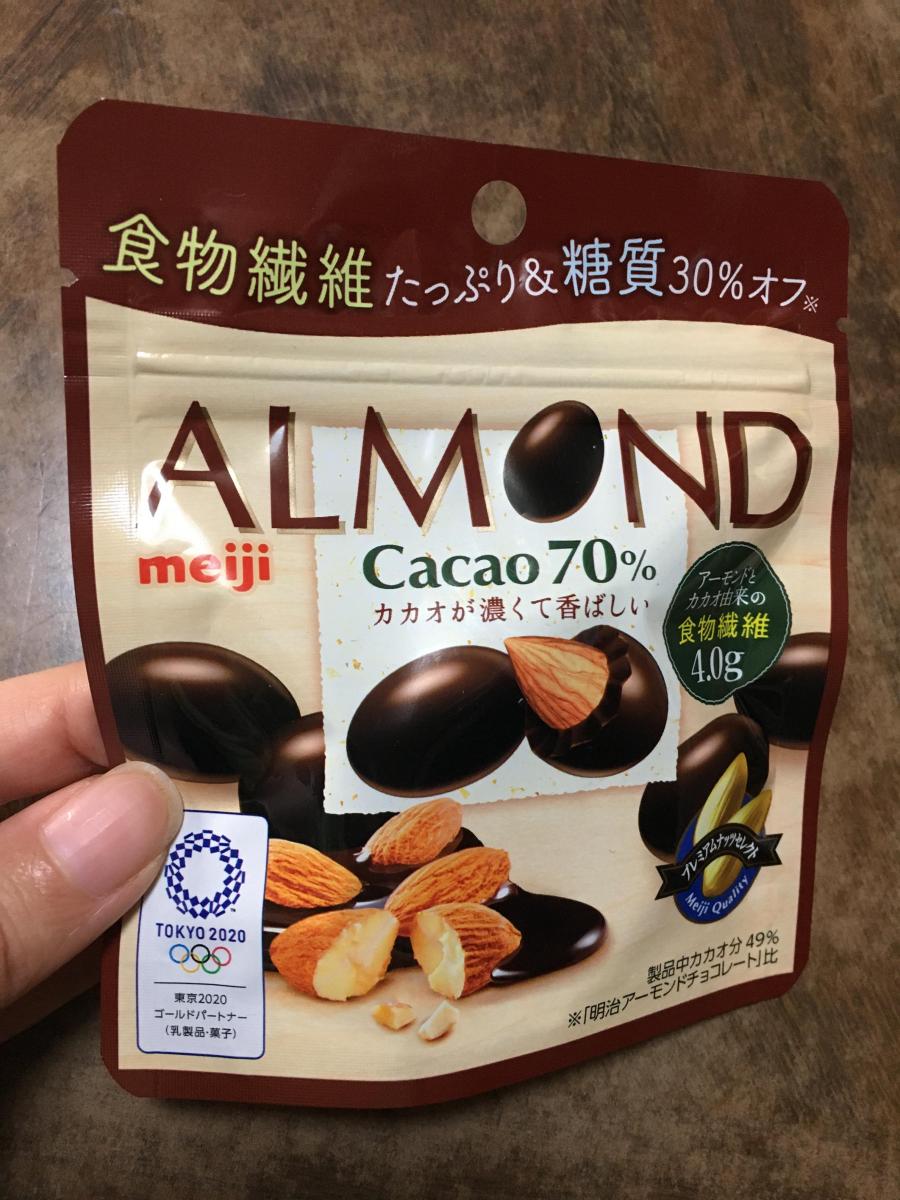 食物繊維たっぷり&糖質30%オフ※
ALMOND
meiji
Cacao 70%
カカオが濃くて香ばしい
アーモンドと
カカオ由来の
食物繊維
4.0g
プレミアムナッツセレクト
Meiji Quality
TOKYO 2020
東京2020
ゴールドパートナー
(乳製品・菓子)
製品中カカオ分 49%
※「明治アーモンドチョコレート」比